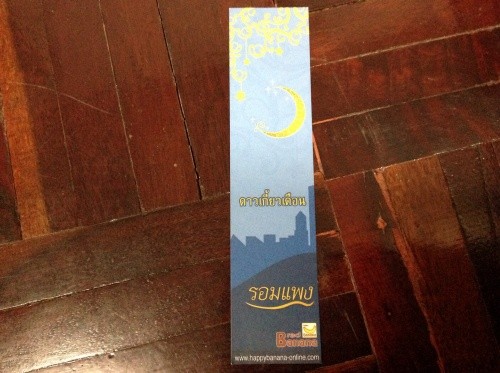 ดาวเกี้ยวเดือน
รอมแพง
red
Banana
www.happybanana-online.com